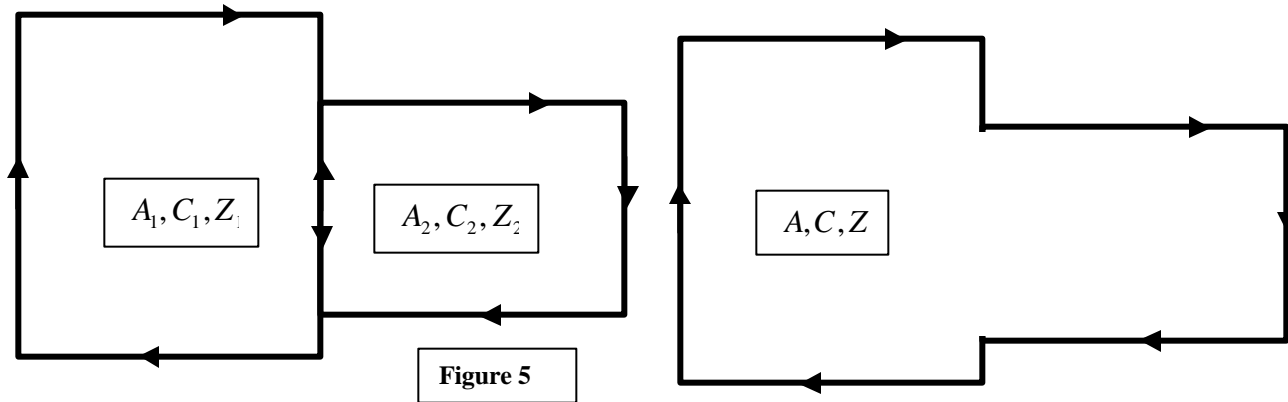 A₁, C₁, Z₁
A₂, C₂, Z₂
A, C, Z
Figure 5